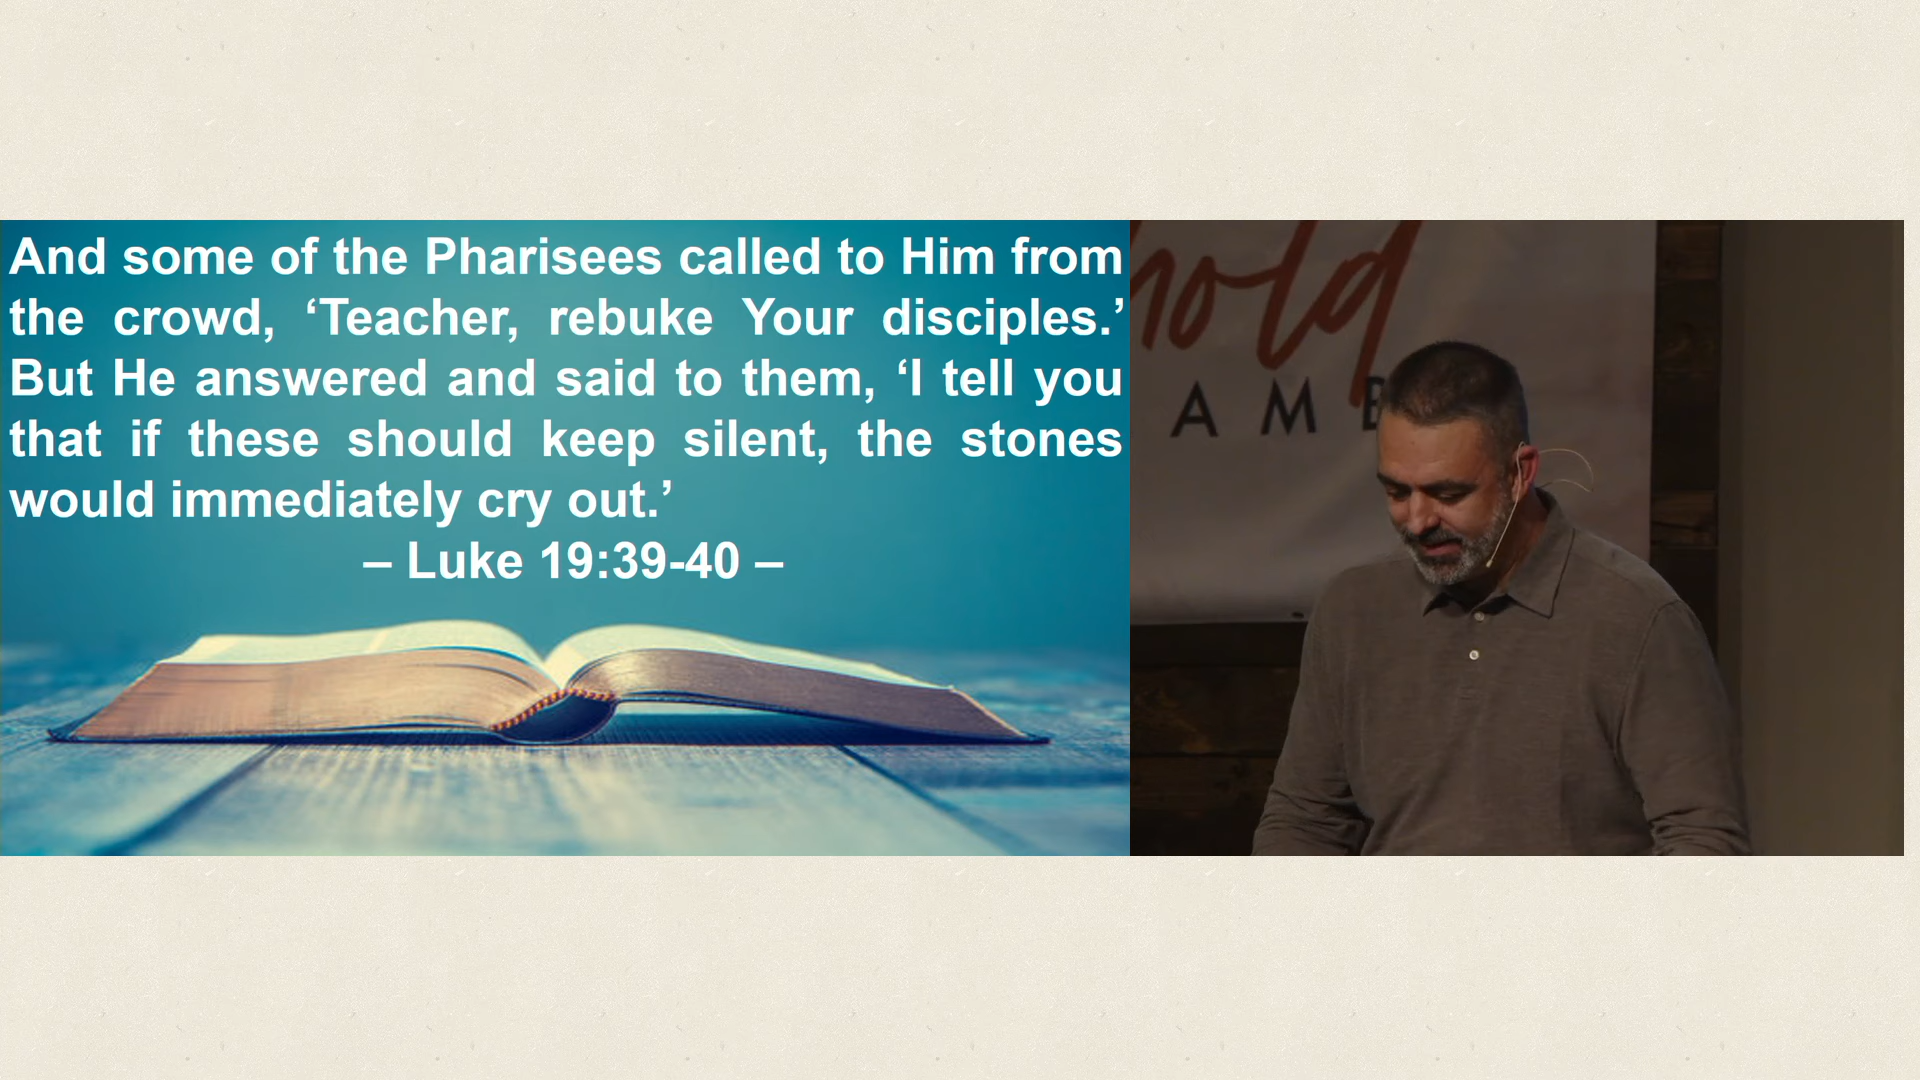 And some of the Pharisees called to Him from
the crowd, ‘Teacher, rebuke Your disciples.’
But He answered and said to them, ‘I tell you
that if these should keep silent, the stones
would immediately cry out.’
– Luke 19:39-40 –
hold
AMB